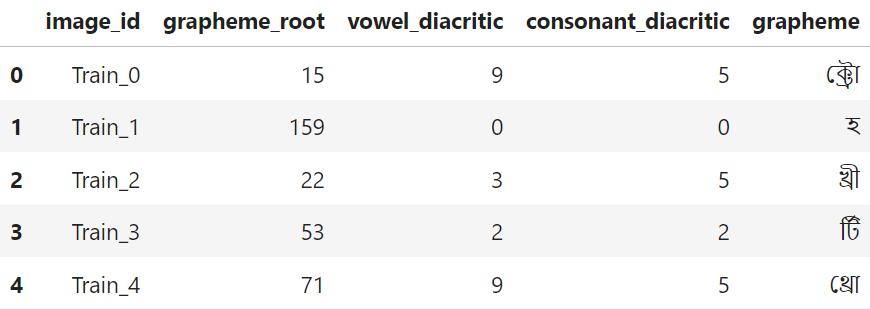 image_id grapheme_root vowel_diacritic consonant_diacritic grapheme
0 Train_0 15 9 5 ক্ট্রো
1 Train_1 159 0 0 হ
2 Train_2 22 3 5 খ্রী
3 Train_3 53 2 2 র্টি
4 Train_4 71 9 5 থ্রো